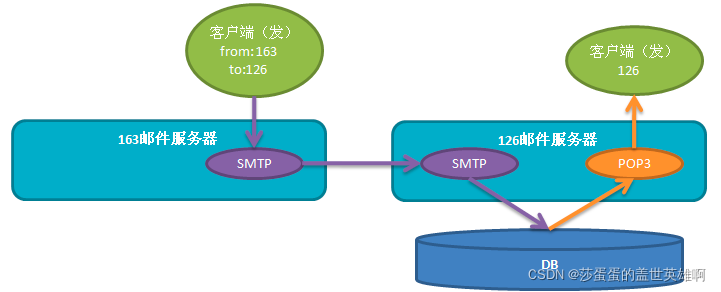 客户端（发）
from:163
to:126
客户端（发）
126
163邮件服务器
126邮件服务器
SMTP
SMTP
POP3
DB
CSDN @莎蛋蛋的盖世英雄啊